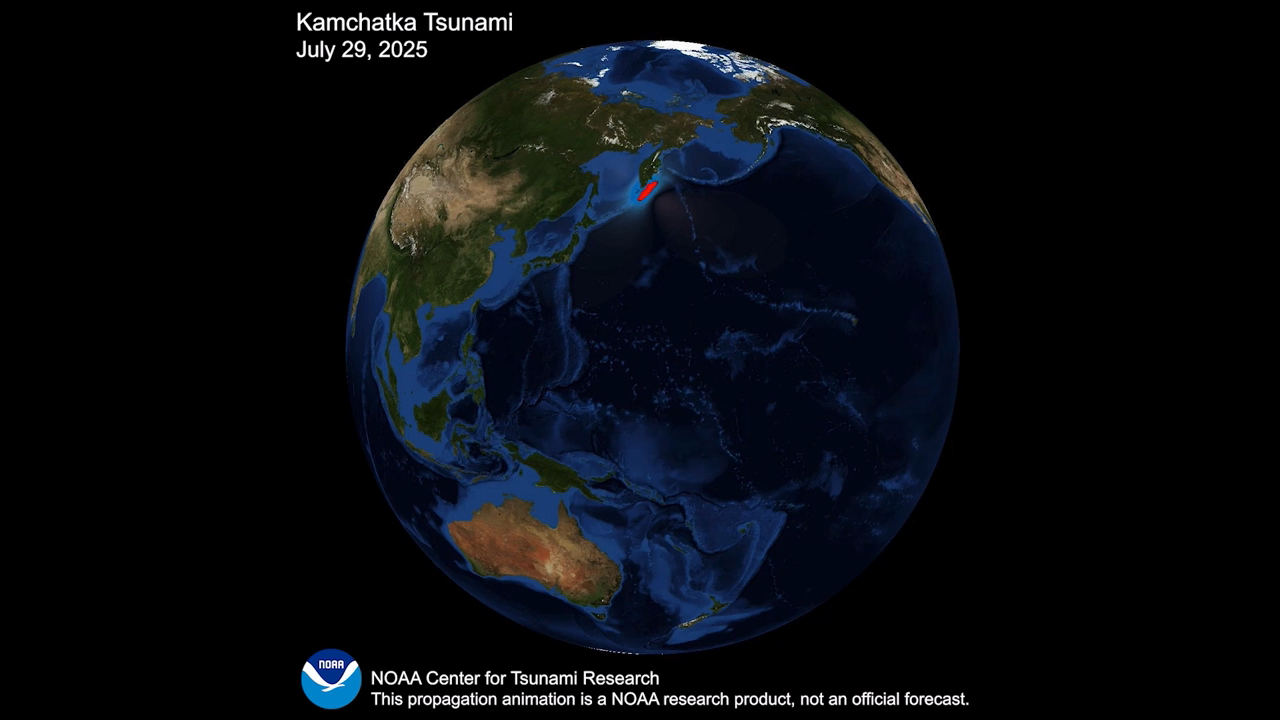 Kamchatka Tsunami
July 29, 2025
NOAA
NOAA Center for Tsunami Research
This propagation animation is a NOAA research product, not an official forecast.